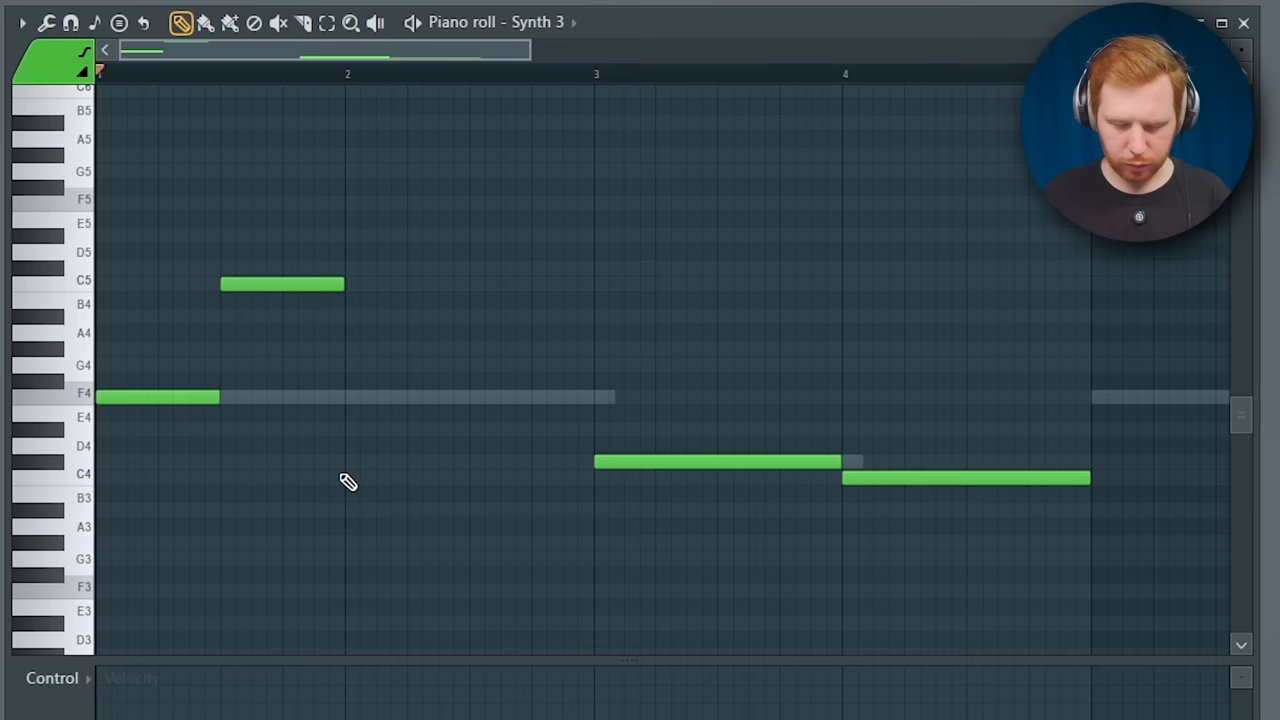 Piano roll - Synth 3
2
3
4
C6
B5
A5
G5
F5
E5
D5
C5
B4
A4
G4
F4
E4
D4
C4
B3
A3
G3
F3
E3
D3
Control
Velocity